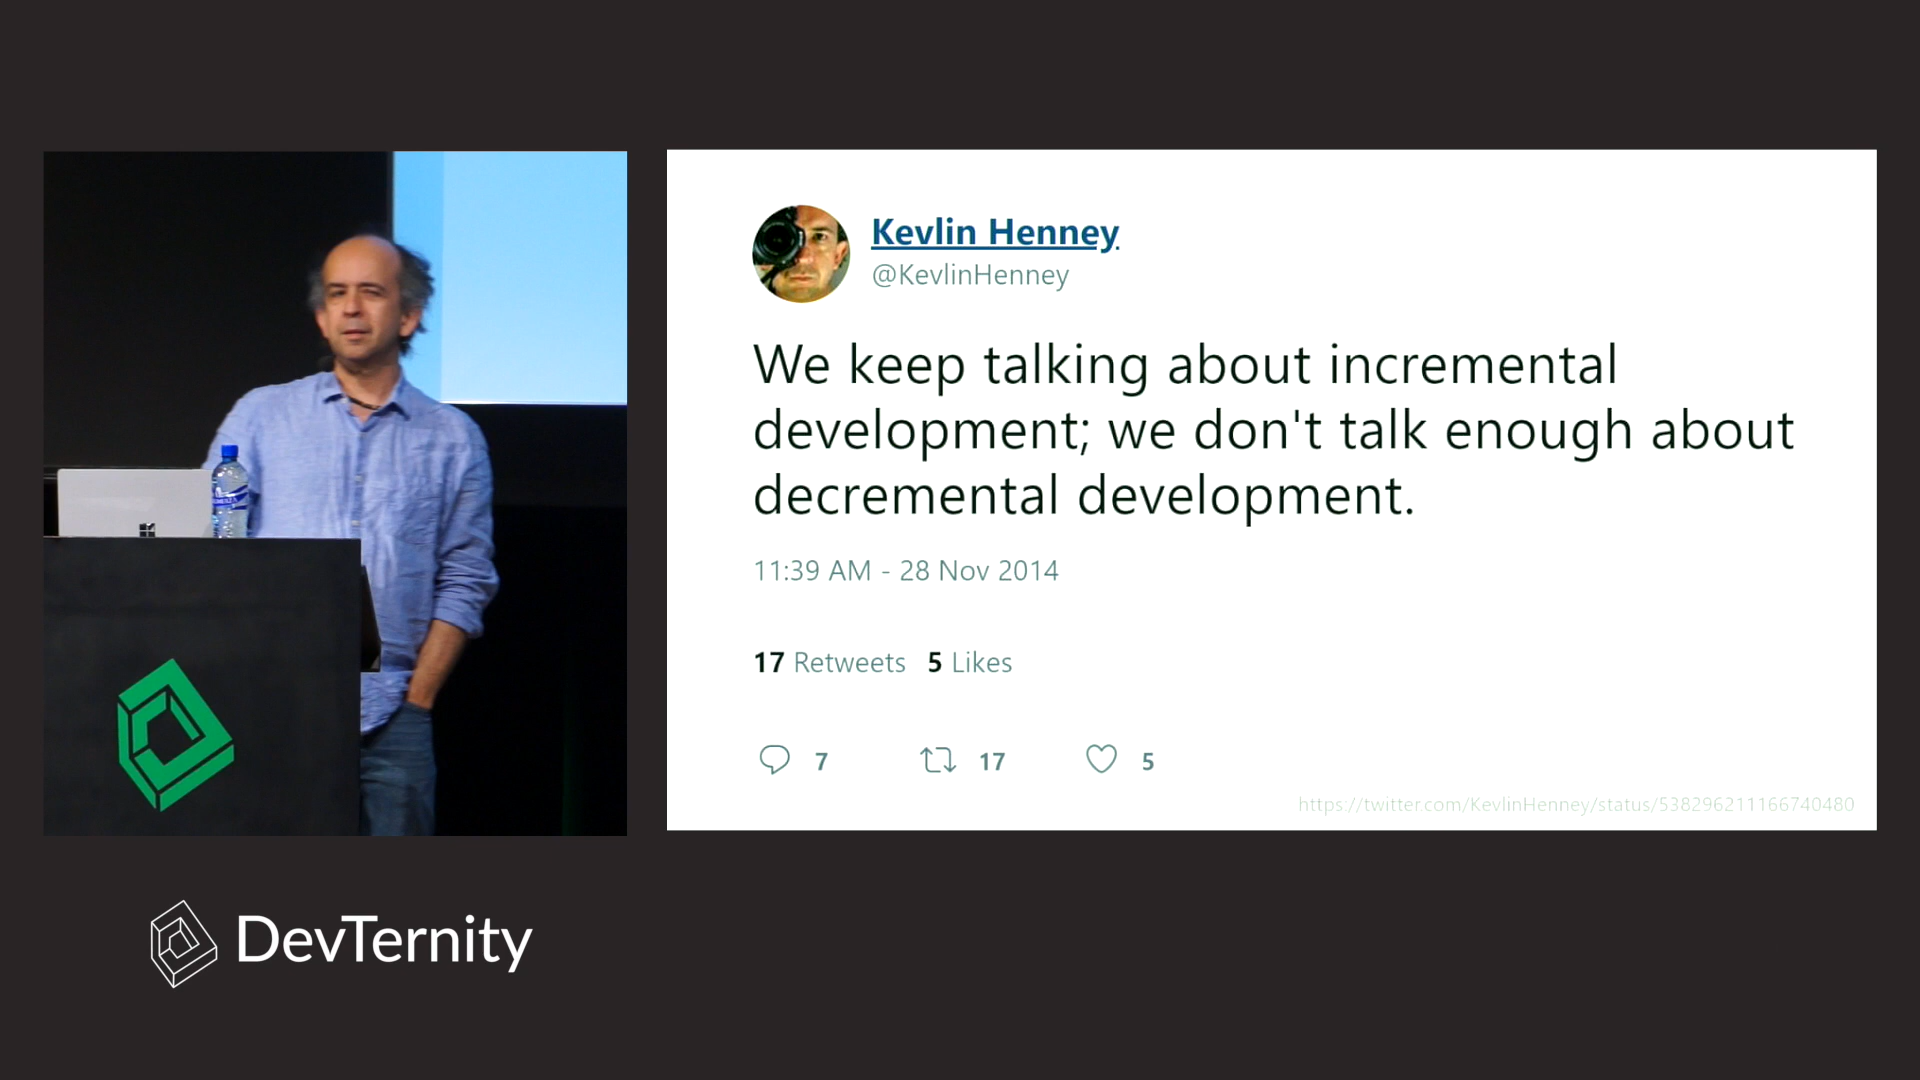 Kevlin Henney
@KevlinHenney
We keep talking about incremental
development; we don't talk enough about
decremental development.
11:39 AM - 28 Nov 2014
17 Retweets 5 Likes
7 17 5
https://twitter.com/KevlinHenney/status/538296211166740480
DevTernity